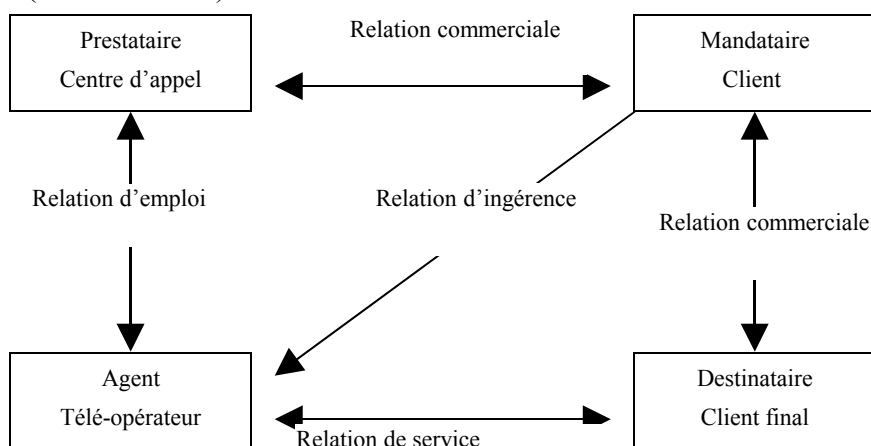 Relation commerciale
Prestataire
Centre d'appel
Mandataire
Client
Relation d'emploi
Relation d'ingérence
Relation commerciale
Agent
Télé-opérateur
Destinataire
Client final
Relation de service